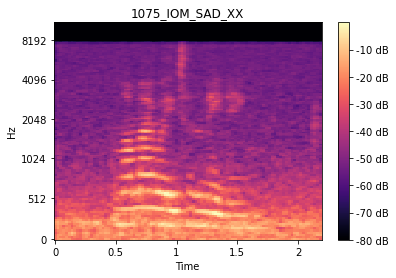 1075_IOM_SAD_XX
8192
4096
2048
1024
512
0
Hz
0
0.5
1
1.5
2
Time
-10 dB
-20 dB
-30 dB
-40 dB
-50 dB
-60 dB
-70 dB
-80 dB